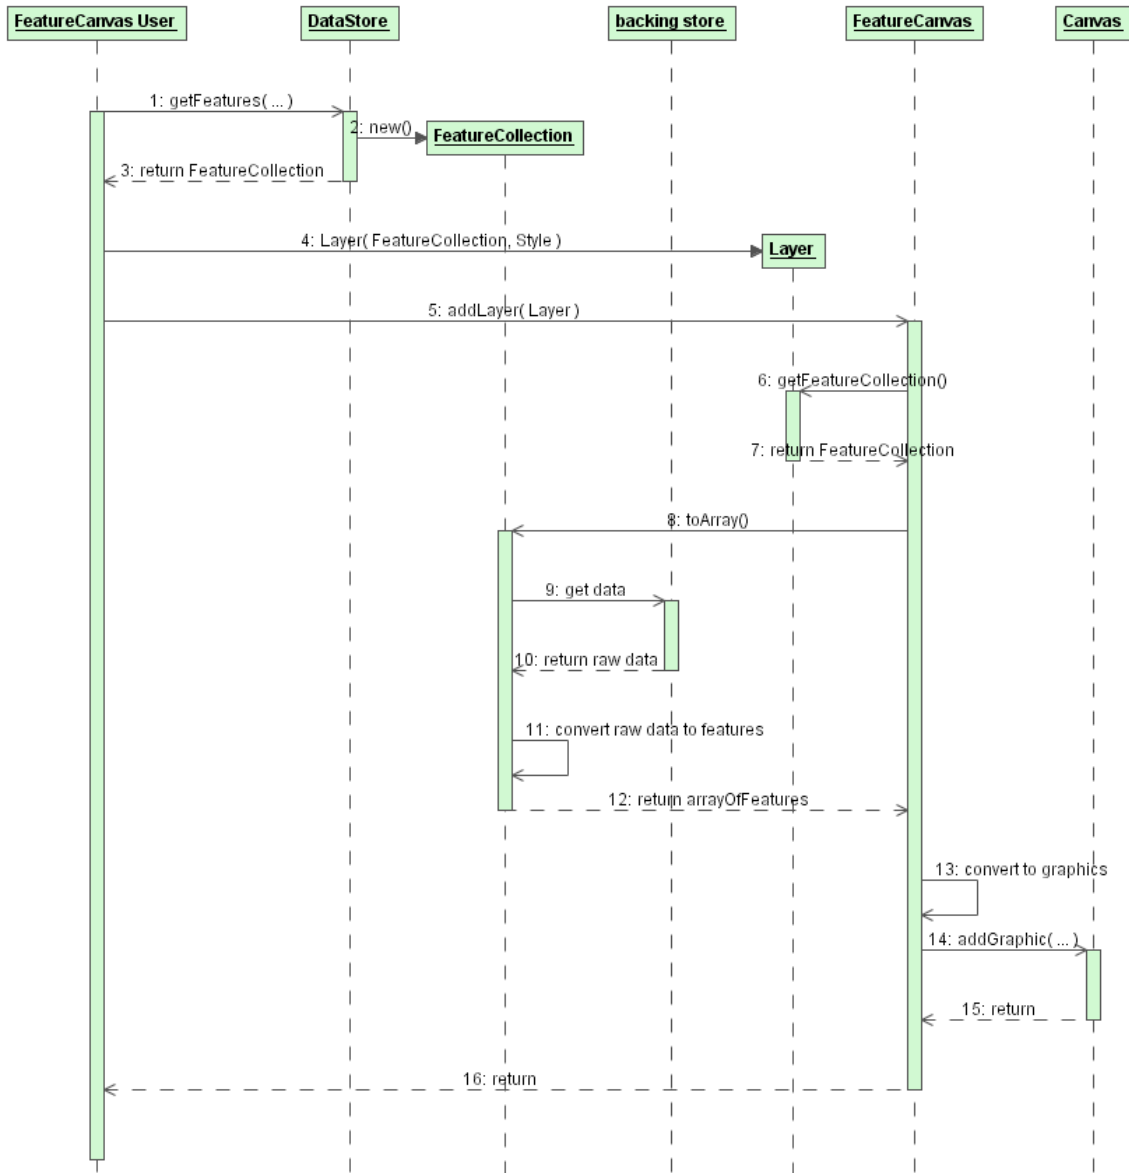 FeatureCanvas User
DataStore
backing store
FeatureCanvas
Canvas
1: getFeatures( ... )
2: new()
FeatureCollection
3: return FeatureCollection
4: Layer( FeatureCollection, Style )
Layer
5: addLayer( Layer )
6: getFeatureCollection()
7: return FeatureCollection
8: toArray()
9: get data
10: return raw data
11: convert raw data to features
12: return arrayOfFeatures
13: convert to graphics
14: addGraphic( ... )
15: return
16: return